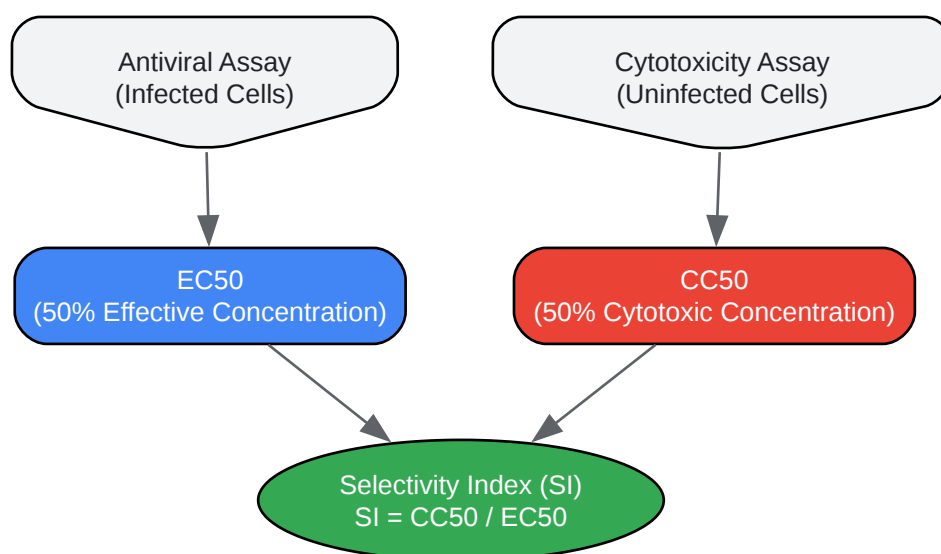 Antiviral Assay
(Infected Cells)
Cytotoxicity Assay
(Uninfected Cells)
EC50
(50% Effective Concentration)
CC50
(50% Cytotoxic Concentration)
Selectivity Index (SI)
SI = CC50 / EC50